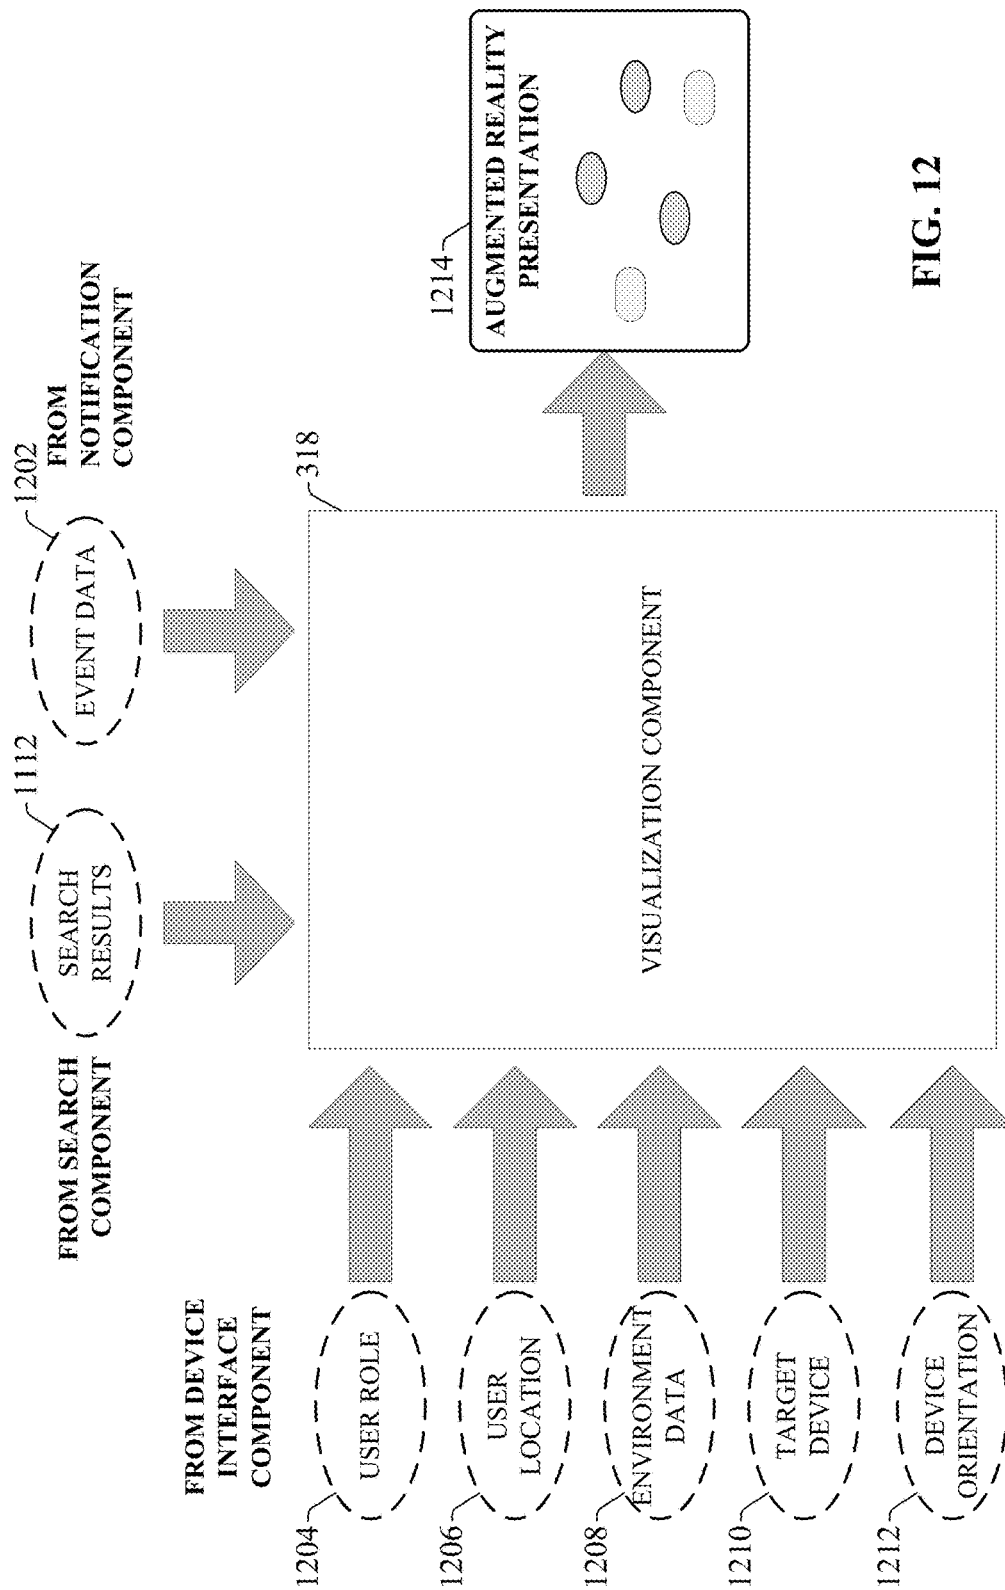 FROM SEARCH
COMPONENT
SEARCH
RESULTS
1112
EVENT DATA
1202
FROM
NOTIFICATION
COMPONENT
FROM DEVICE
INTERFACE
COMPONENT
1204
USER ROLE
1206
USER
LOCATION
1208
ENVIRONMENT
DATA
1210
TARGET
DEVICE
1212
DEVICE
ORIENTATION
318
VISUALIZATION COMPONENT
1214
AUGMENTED REALITY
PRESENTATION
FIG. 12